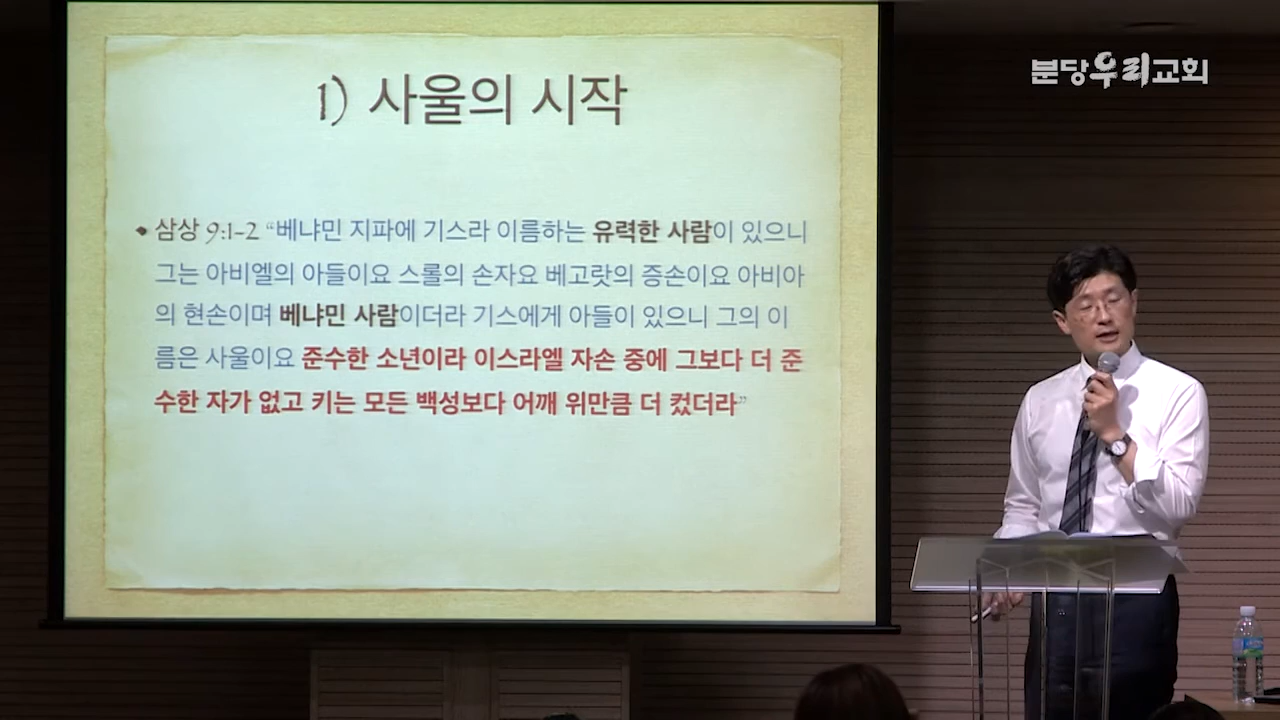 분당우리교회
1) 사울의 시작
• 삼상 9:1-2 “베냐민 지파에 기스라 이름하는 유력한 사람이 있으니
그는 아비엘의 아들이요 스롤의 손자요 베고랏의 증손이요 아비아
의 현손이며 베냐민 사람이더라 기스에게 아들이 있으니 그의 이
름은 사울이요 준수한 소년이라 이스라엘 자손 중에 그보다 더 준
수한 자가 없고 키는 모든 백성보다 어깨 위만큼 더 컸더라”